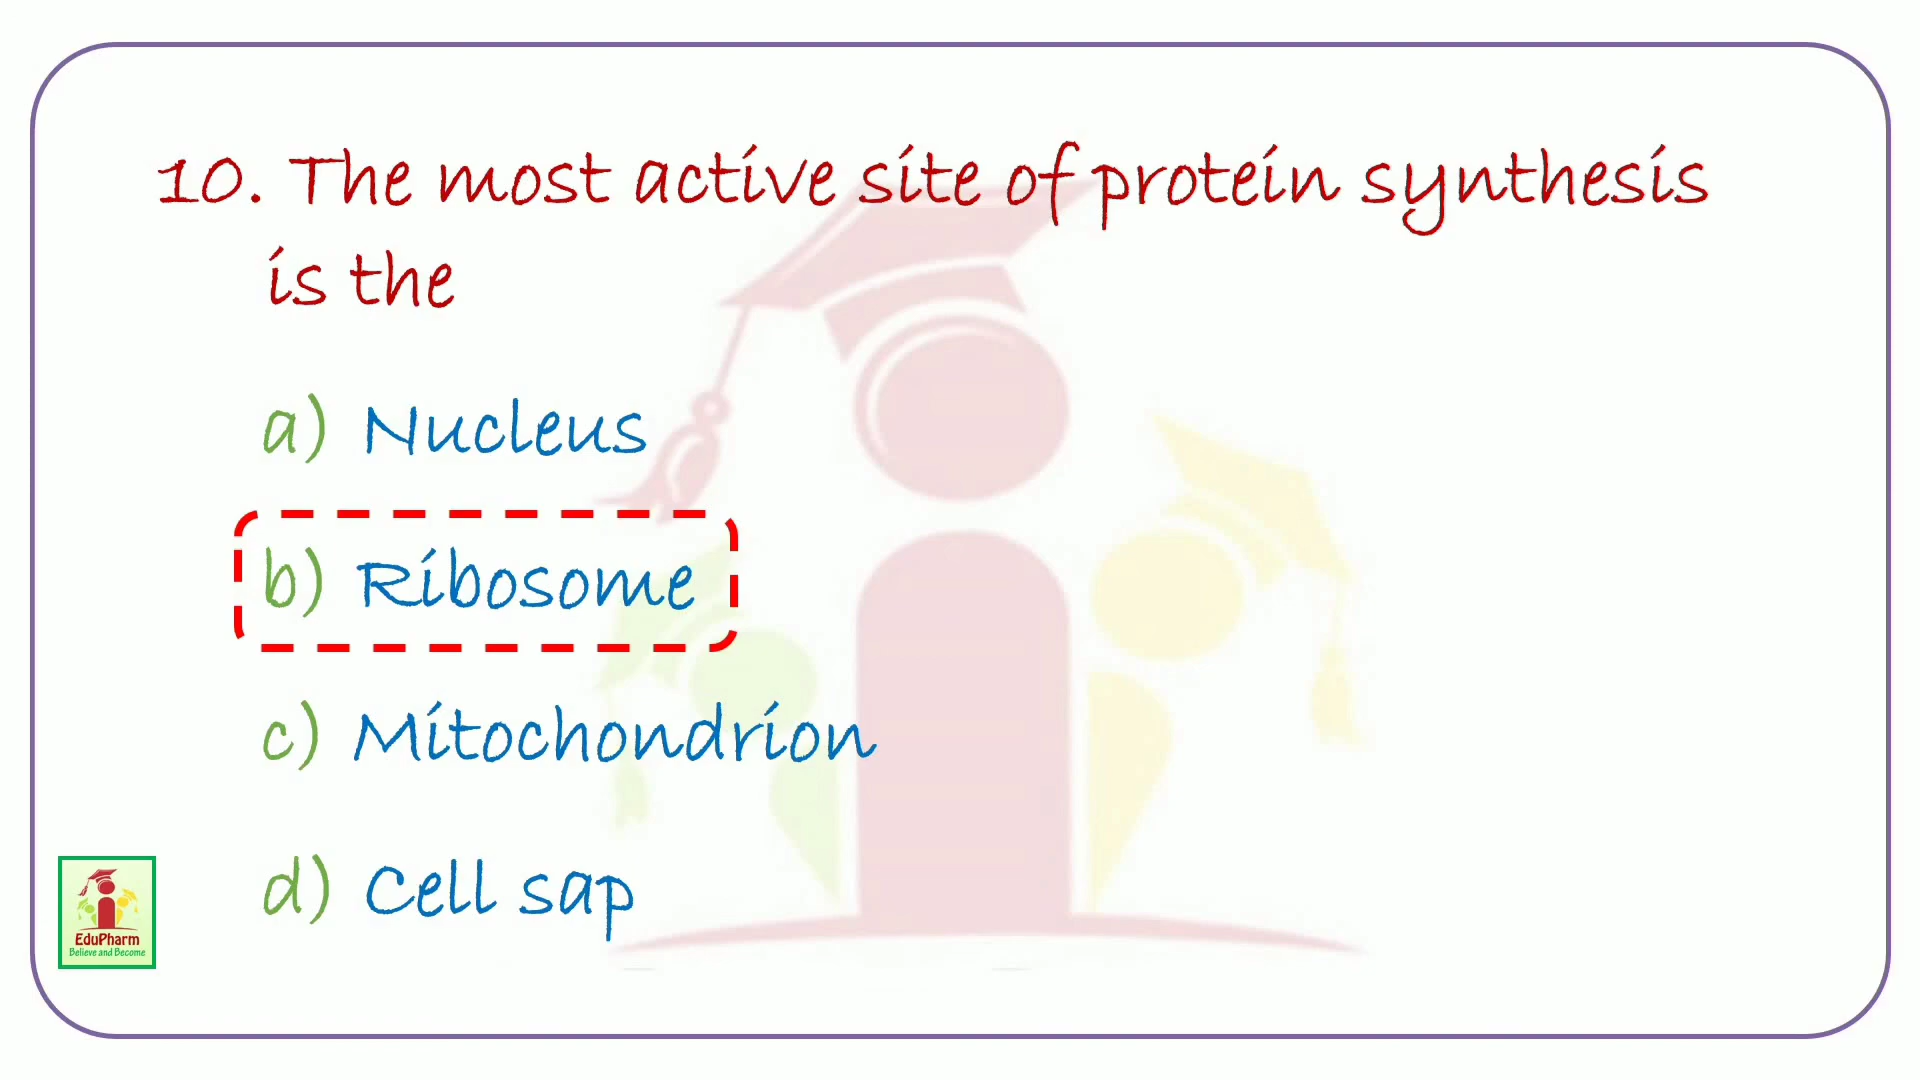 10. The most active site of protein synthesis
is the
a) Nucleus
b) Ribosome
c) Mitochondrion
d) Cell sap
EduPharm
Believe and Become